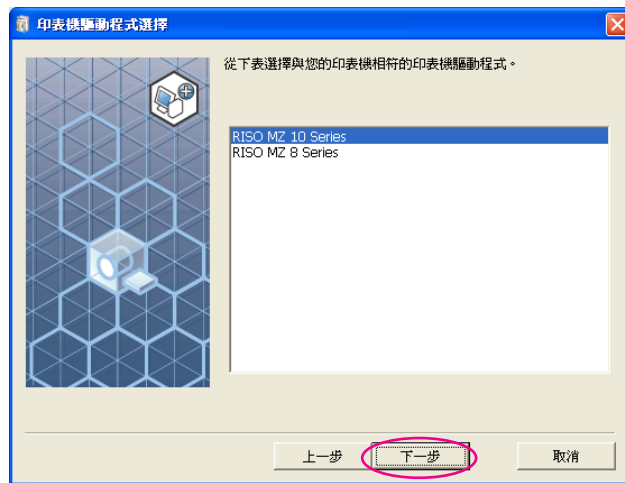 印表機驅動程式選擇
從下表選擇與您的印表機相符的印表機驅動程式。
RISO MZ 10 Series
RISO MZ 8 Series
上一步
下一步
取消